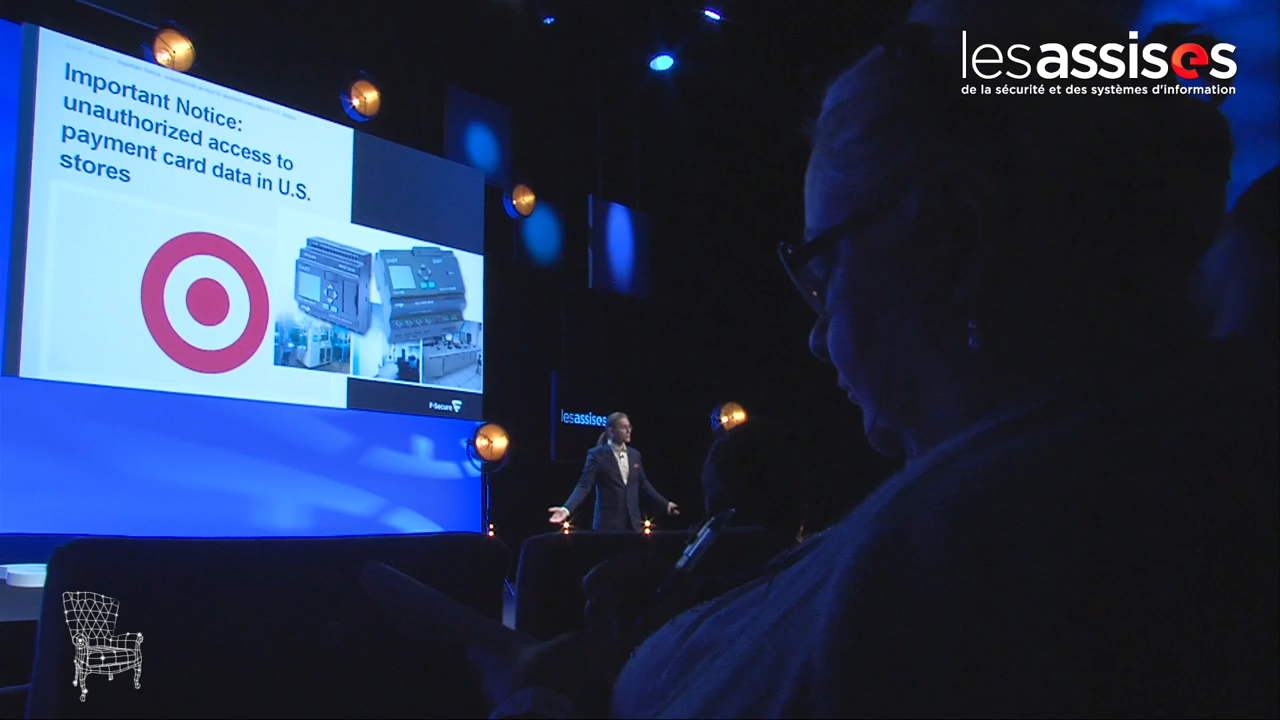 lesassises
de la sécurité et des systèmes d'information
Important Notice:
unauthorized access to
payment card data in U.S.
stores
F-Secure
lesassises